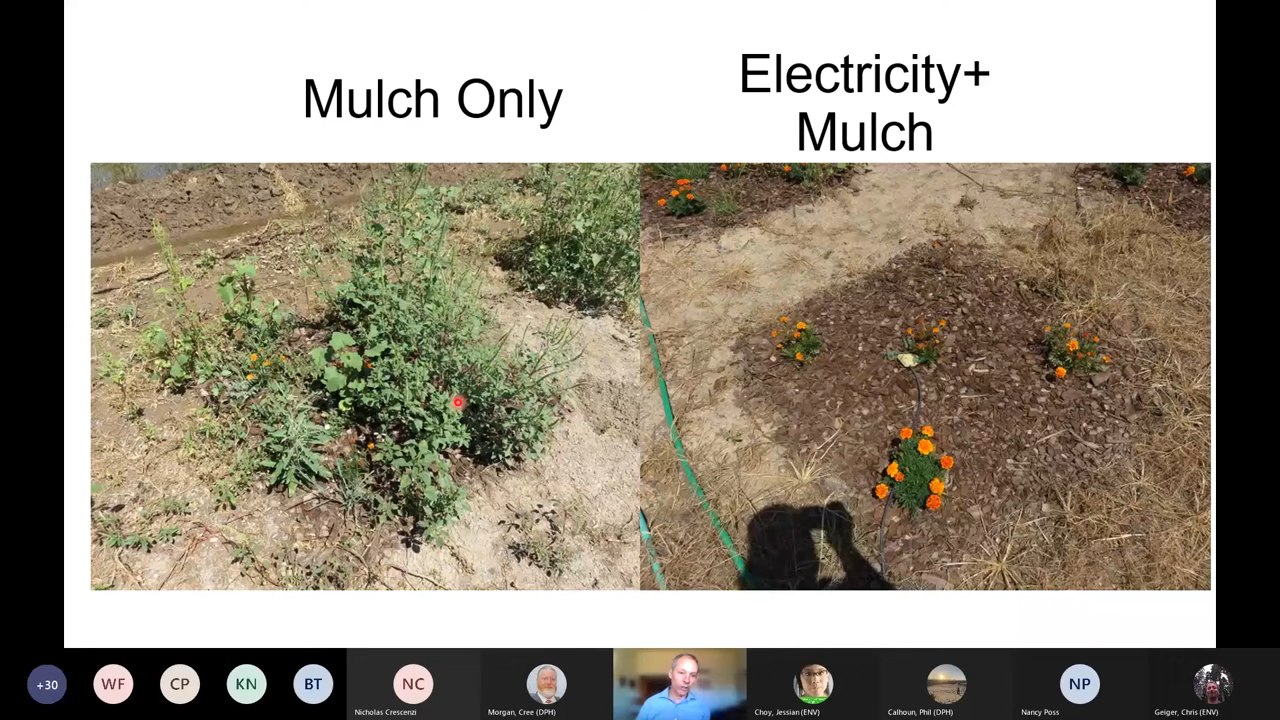 Mulch Only
Electricity+
Mulch
+30
WF
CP
KN
BT
NC
NP
Nicholas Crescenzi
Morgan, Cree (DPH)
Choy, Jessian (ENV)
Calhoun, Phil (DPH)
Nancy Poss
Geiger, Chris (ENV)